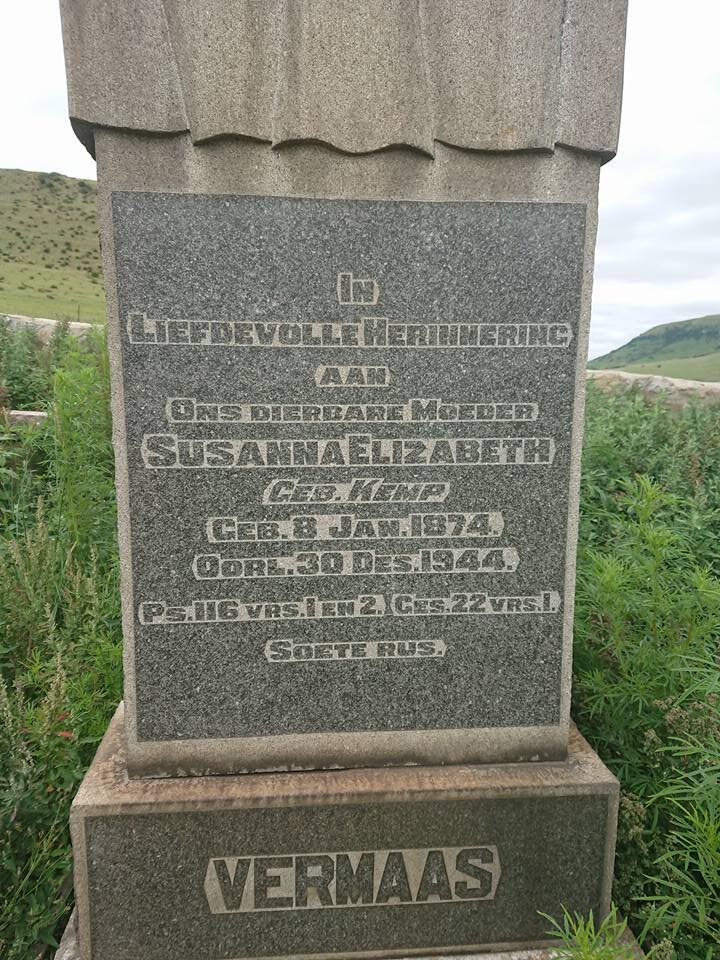 In
Liefdevolle Herinnering
aan
Ons dierbare Moeder
Susanna Elizabeth
Geb. Kemp
Geb. 8 Jan. 1874.
Oorl. 30 Des. 1944.
Ps. 116 vrs. 1 en 2. Ges. 22 vrs. 1.
Soete rus.
VERMAAS